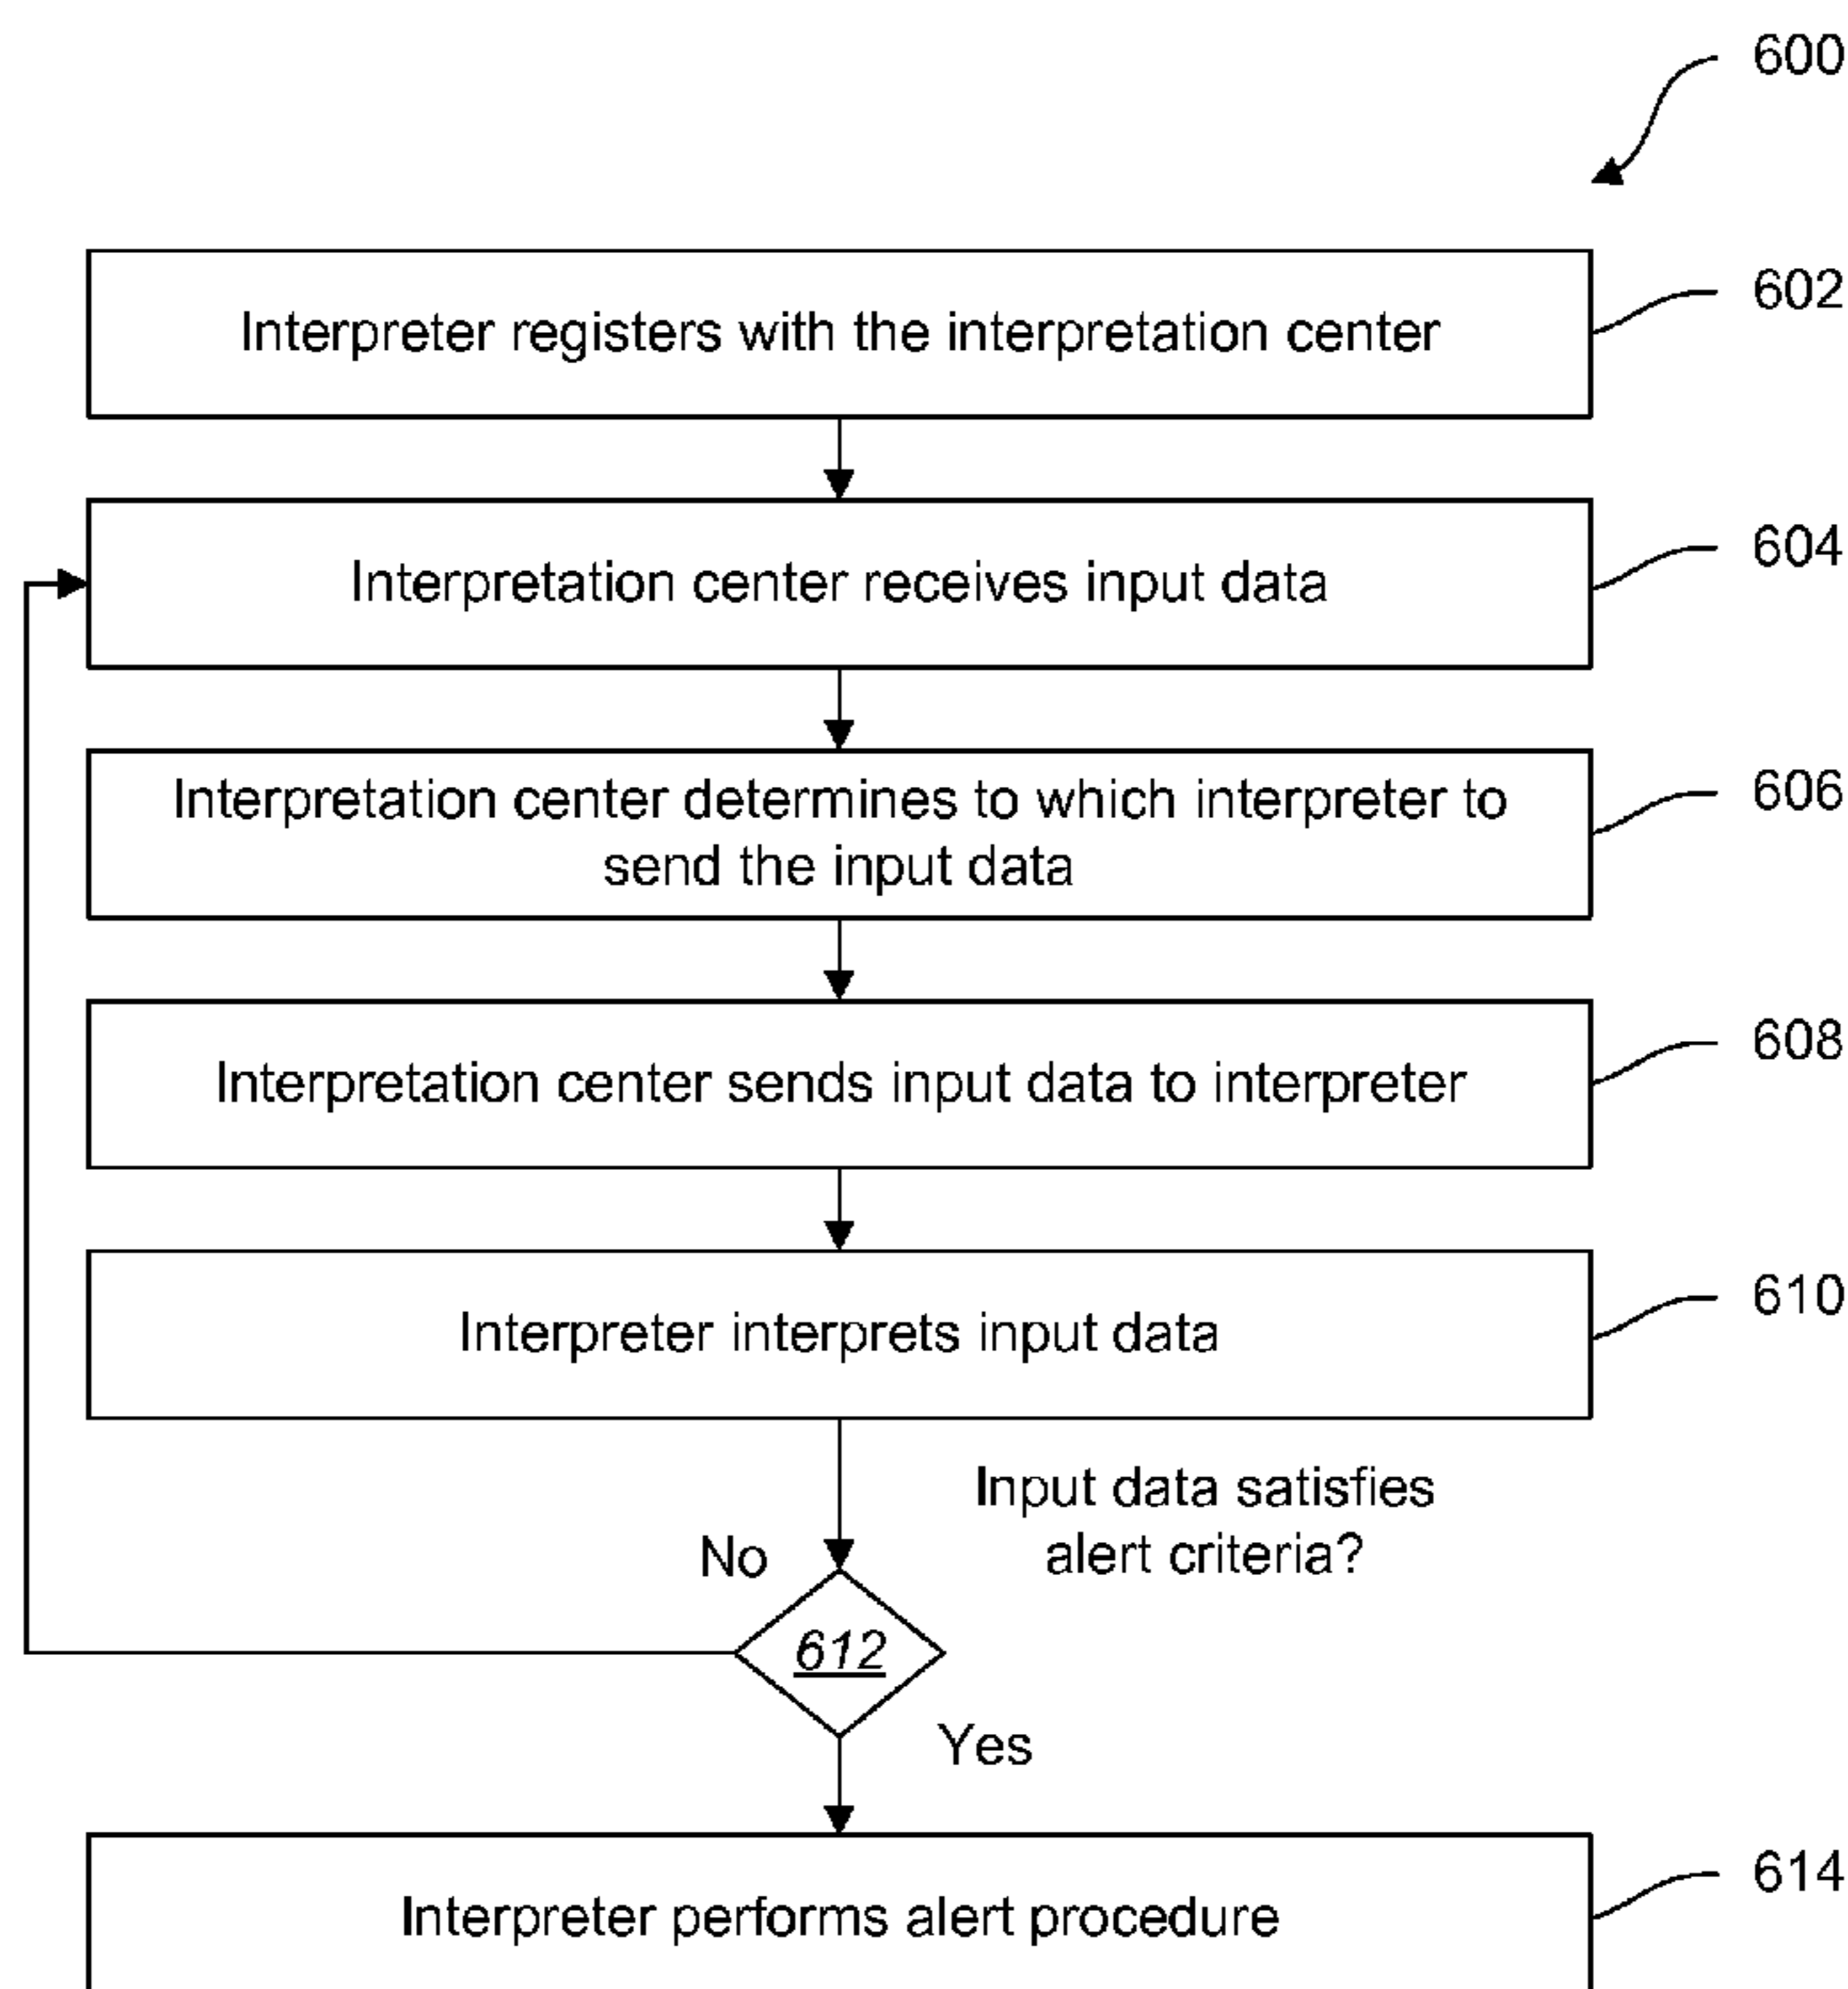 600
Interpreter registers with the interpretation center
602
Interpretation center receives input data
604
Interpretation center determines to which interpreter to
send the input data
606
Interpretation center sends input data to interpreter
608
Interpreter interprets input data
610
Input data satisfies
alert criteria?
No
612
Yes
Interpreter performs alert procedure
614